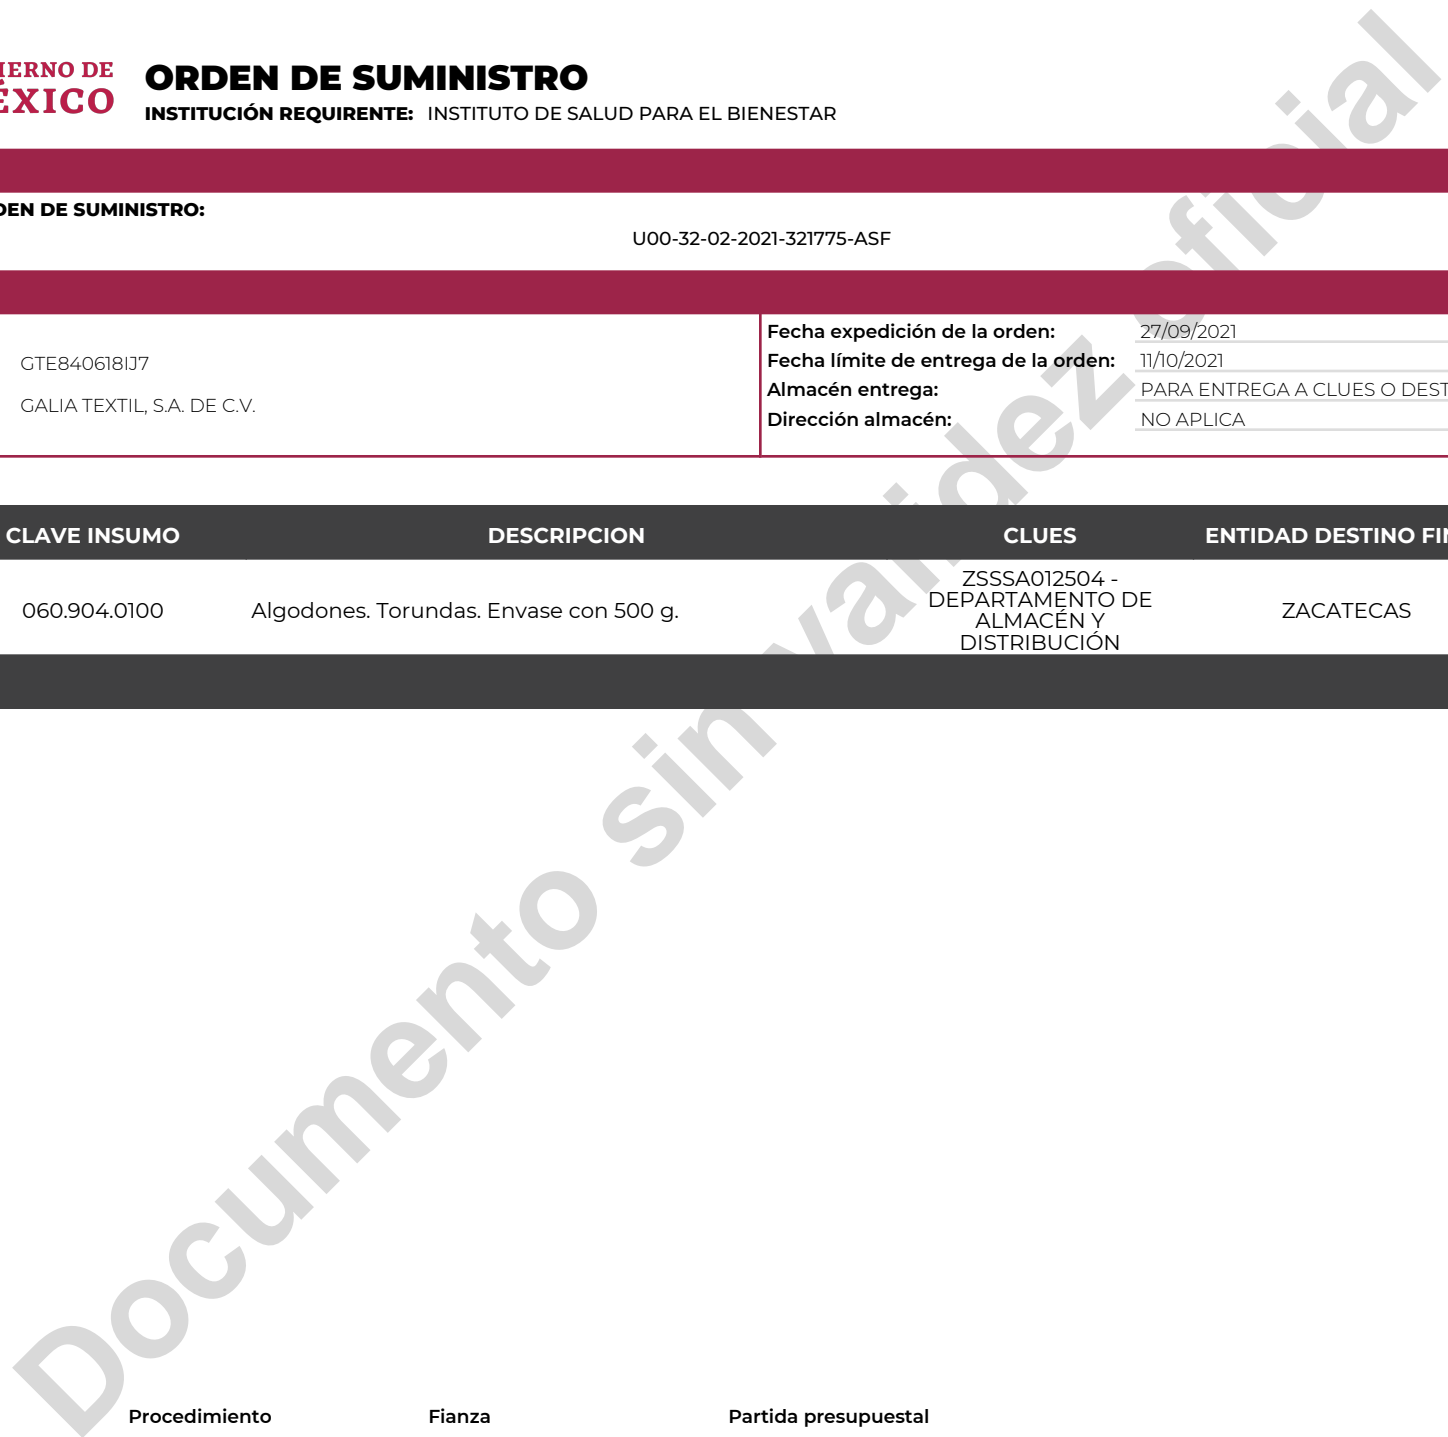 IERNO DE
ÉXICO
ORDEN DE SUMINISTRO
INSTITUCIÓN REQUIRENTE: INSTITUTO DE SALUD PARA EL BIENESTAR
DEN DE SUMINISTRO:
U00-32-02-2021-321775-ASF
GTE840618IJ7
GALIA TEXTIL, S.A. DE C.V.
Fecha expedición de la orden: 27/09/2021
Fecha límite de entrega de la orden: 11/10/2021
Almacén entrega: PARA ENTREGA A CLUES O DEST
Dirección almacén: NO APLICA
CLAVE INSUMO DESCRIPCION CLUES ENTIDAD DESTINO FIN
060.904.0100 Algodones. Torundas. Envase con 500 g. ZSSSA012504 -
DEPARTAMENTO DE
ALMACÉN Y
DISTRIBUCIÓN
ZACATECAS
Documento sin validez oficial
Procedimiento Fianza Partida presupuestal